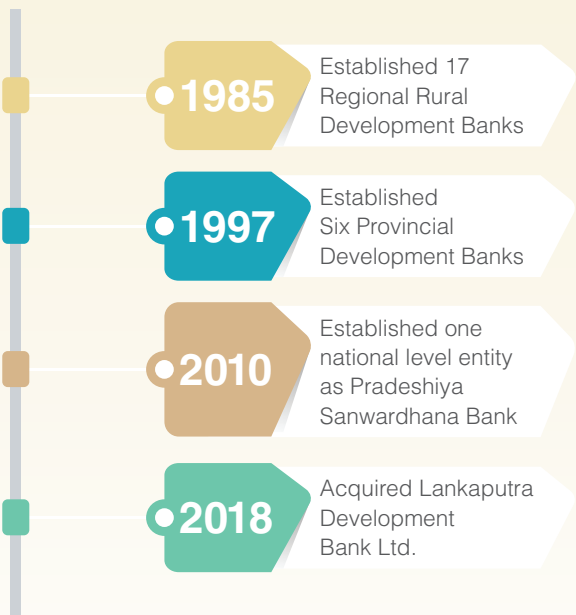 1985
Established 17
Regional Rural
Development Banks
1997
Established
Six Provincial
Development Banks
2010
Established one
national level entity
as Pradeshiya
Sanwardhana Bank
2018
Acquired Lankaputra
Development
Bank Ltd.